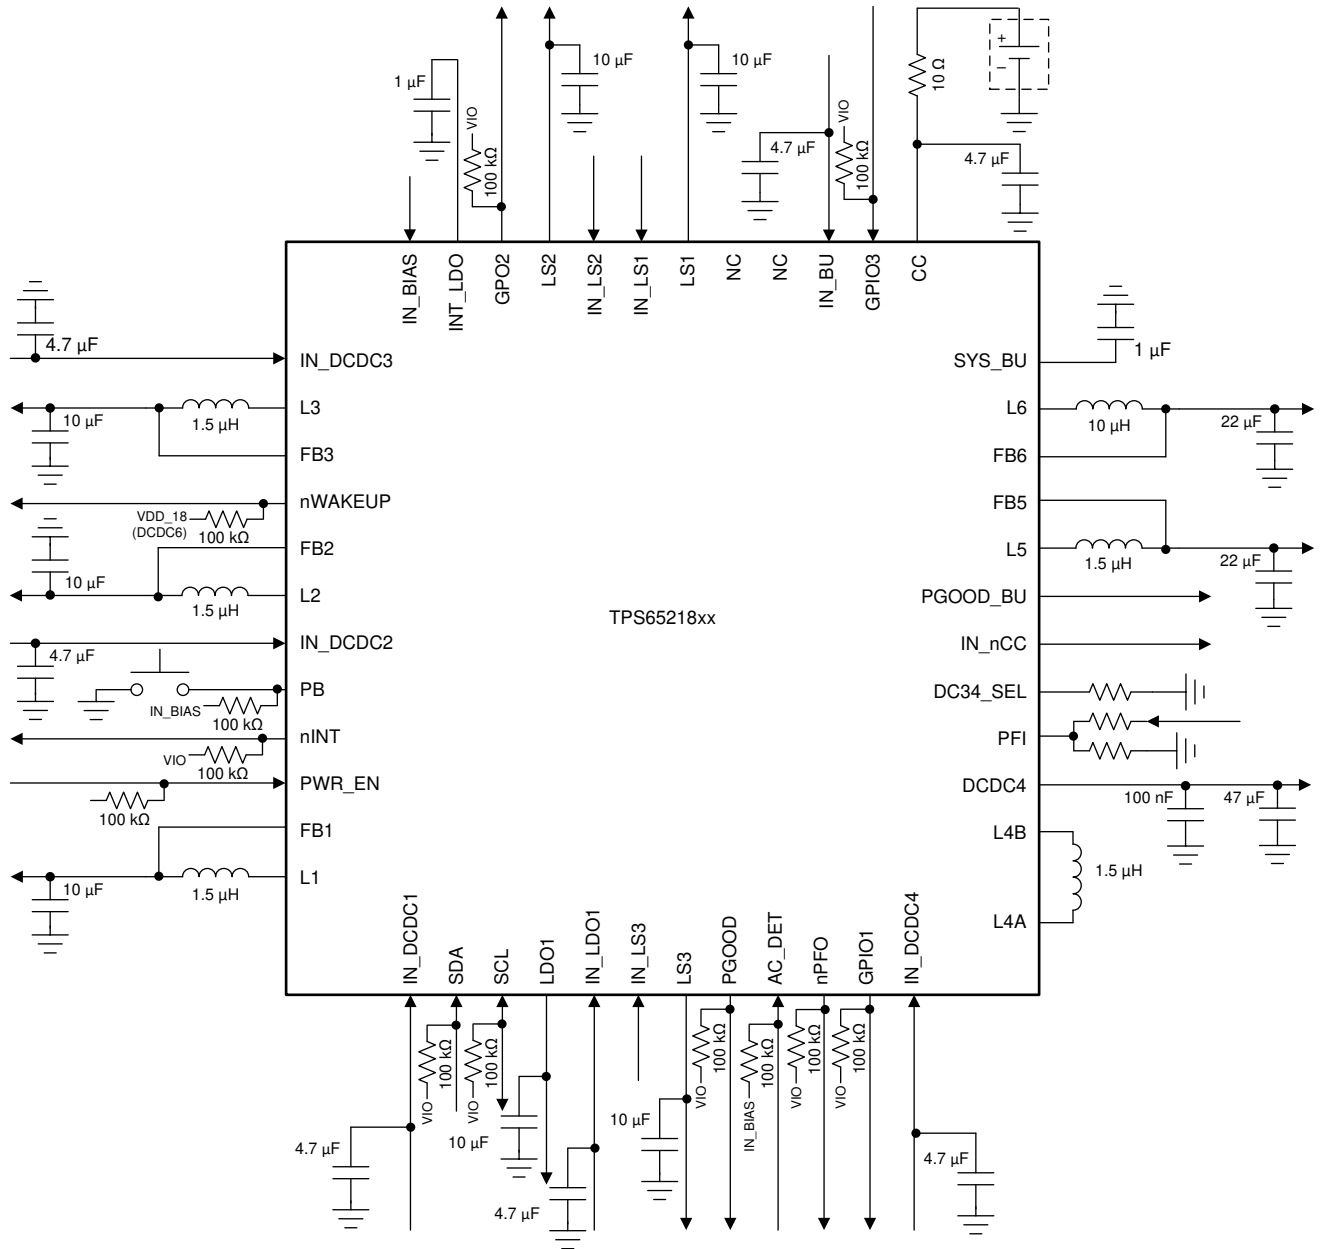 10 µF
10 µF
1 µF
VIO
100 kΩ
4.7 µF
VIO
100 kΩ
10 Ω
+
−
4.7 µF
IN_BIAS
INT_LDO
GPO2
LS2
IN_LS2
IN_LS1
LS1
NC
NC
IN_BU
GPIO3
CC
4.7 µF
IN_DCDC3
L3
10 µF
1.5 µH
FB3
nWAKEUP
VDD_18
(DCDC6)
100 kΩ
FB2
10 µF
L2
1.5 µH
IN_DCDC2
4.7 µF
PB
IN_BIAS
100 kΩ
nINT
VIO
100 kΩ
PWR_EN
100 kΩ
FB1
L1
10 µF
1.5 µH
TPS65218xx
SYS_BU
1 µF
L6
10 µH
22 µF
FB6
FB5
L5
1.5 µH
22 µF
PGOOD_BU
IN_nCC
DC34_SEL
PFI
DCDC4
100 nF
47 µF
L4B
1.5 µH
L4A
IN_DCDC1
SDA
SCL
LDO1
IN_LDO1
IN_LS3
LS3
PGOOD
AC_DET
nPFO
GPIO1
IN_DCDC4
4.7 µF
VIO
100 kΩ
VIO
100 kΩ
10 µF
4.7 µF
10 µF
VIO
100 kΩ
IN_BIAS
100 kΩ
VIO
100 kΩ
VIO
100 kΩ
4.7 µF